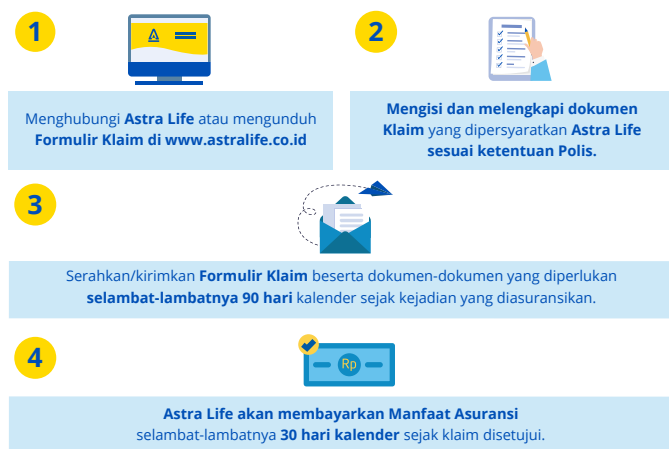 1
Menghubungi Astra Life atau mengunduh
Formulir Klaim di www.astralife.co.id
2
Mengisi dan melengkapi dokumen
Klaim yang dipersyaratkan Astra Life
sesuai ketentuan Polis.
3
Serahkan/kirimkan Formulir Klaim beserta dokumen-dokumen yang diperlukan
selambat-lambatnya 90 hari kalender sejak kejadian yang diasuransikan.
4
Rp
Astra Life akan membayarkan Manfaat Asuransi
selambat-lambatnya 30 hari kalender sejak klaim disetujui.